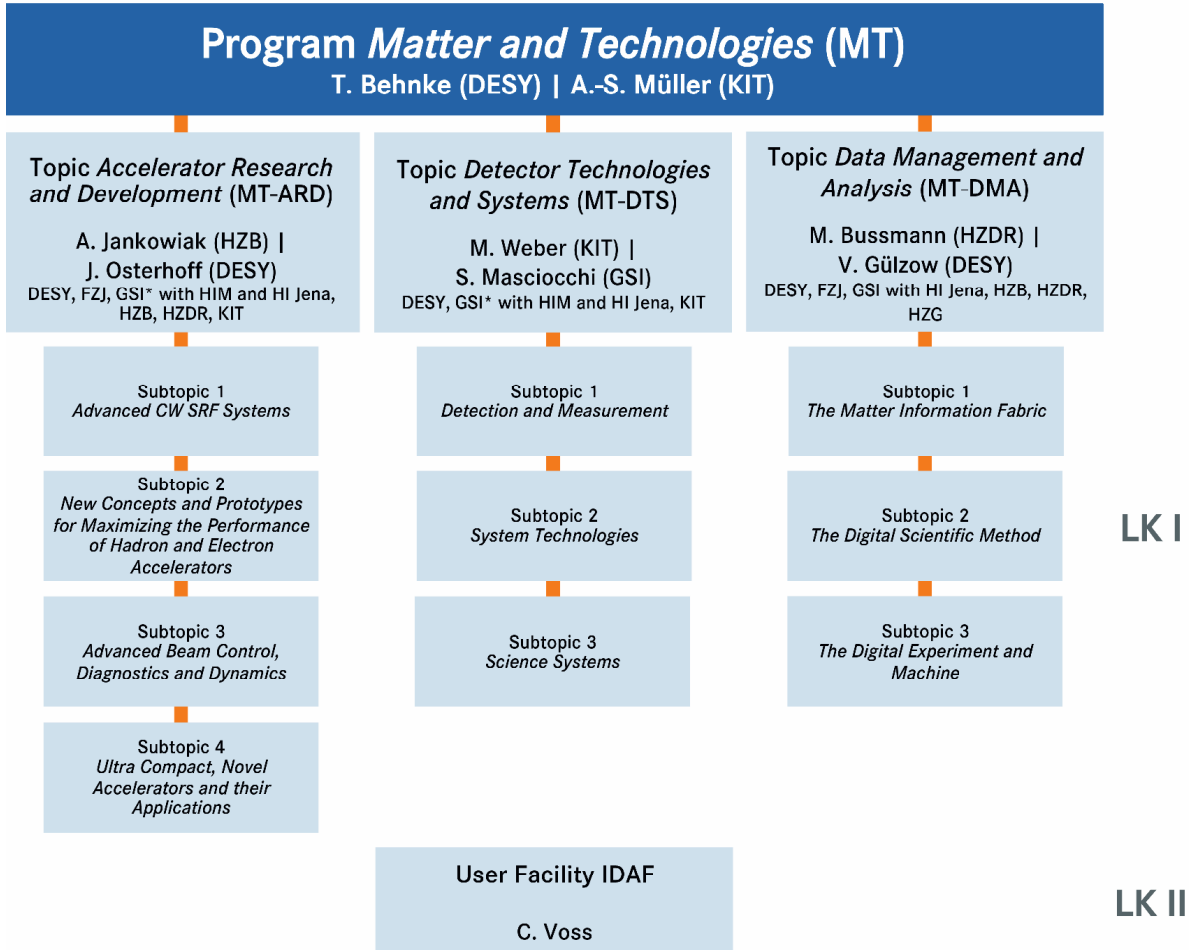 Program Matter and Technologies (MT)
T. Behnke (DESY) | A.-S. Müller (KIT)
Topic Accelerator Research
and Development (MT-ARD)
A. Jankowiak (HZB) |
J. Osterhoff (DESY)
DESY, FZJ, GSI* with HIM and HI Jena,
HZB, HZDR, KIT
Subtopic 1
Advanced CW SRF Systems
Subtopic 2
New Concepts and Prototypes
for Maximizing the Performance
of Hadron and Electron
Accelerators
Subtopic 3
Advanced Beam Control,
Diagnostics and Dynamics
Subtopic 4
Ultra Compact, Novel
Accelerators and their
Applications
Topic Detector Technologies
and Systems (MT-DTS)
M. Weber (KIT) |
S. Masciocchi (GSI)
DESY, GSI* with HIM and HI Jena, KIT
Subtopic 1
Detection and Measurement
Subtopic 2
System Technologies
Subtopic 3
Science Systems
Topic Data Management and
Analysis (MT-DMA)
M. Bussmann (HZDR) |
V. Gülzow (DESY)
DESY, FZJ, GSI with HI Jena, HZB, HZDR,
HZG
Subtopic 1
The Matter Information Fabric
Subtopic 2
The Digital Scientific Method
Subtopic 3
The Digital Experiment and
Machine
LK I
User Facility IDAF
C. Voss
LK II